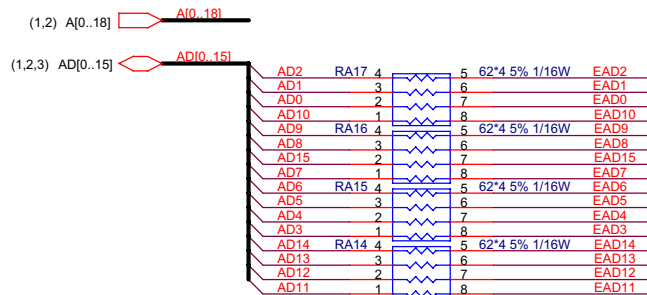 (1,2) A[0..18] A[0..18]
(1,2,3) AD[0..15] AD[0..15]
AD2 RA17 4 5 62*4 5% 1/16W EAD2
AD1 3 6 EAD1
AD0 2 7 EAD0
AD10 1 8 EAD10
AD9 RA16 4 5 62*4 5% 1/16W EAD9
AD8 3 6 EAD8
AD15 2 7 EAD15
AD7 1 8 EAD7
AD6 RA15 4 5 62*4 5% 1/16W EAD6
AD5 3 6 EAD5
AD4 2 7 EAD4
AD3 1 8 EAD3
AD14 RA14 4 5 62*4 5% 1/16W EAD14
AD13 3 6 EAD13
AD12 2 7 EAD12
AD11 1 8 EAD11